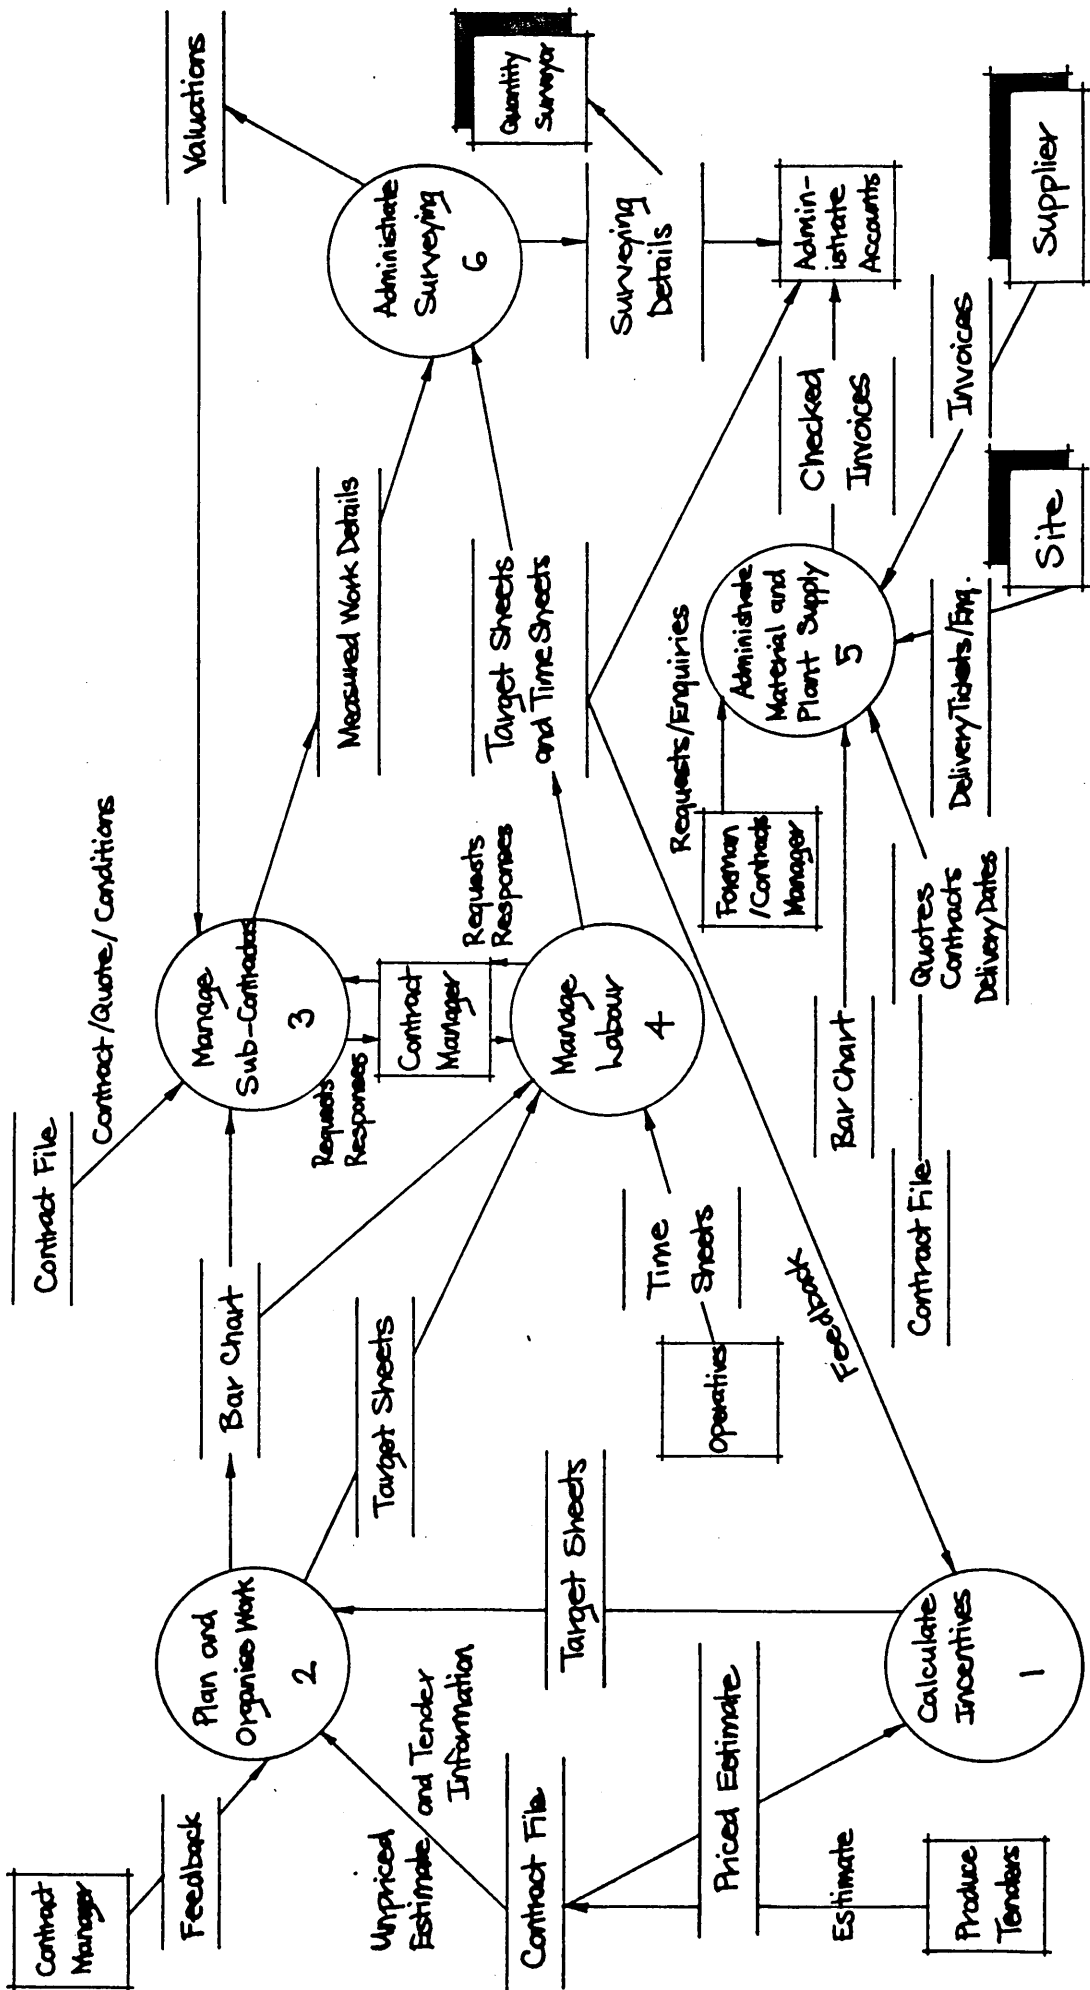 Contract
Manager
Feedback
Plan and
Organise Work
2
Bar Chart
Target Sheets
Unpriced
Estimate
and Tender
Information
Contract File
Priced Estimate
Estimate
Produce
Tenders
Target Sheets
Calculate
Incentives
1
Contract File
Contract/Quote/Conditions
Manage
Sub-Contractors
3
Requests
Responses
Contract
Manager
Requests
Responses
Manage
Labour
4
Time
Sheets
Operatives
Feedback
Valuations
Measured Work Details
Target Sheets
and Time Sheets
Administrate
Surveying
6
Quantity
Surveyor
Surveying
Details
Admin-
istrate
Accounts
Checked
Invoices
Requests/Enquiries
Foreman
/Contracts
Manager
Administrate
Material and
Plant Supply
5
Bar Chart
Contract File
Quotes
Contracts
Delivery Dates
Delivery Tickets/Enq.
Site
Invoices
Supplier